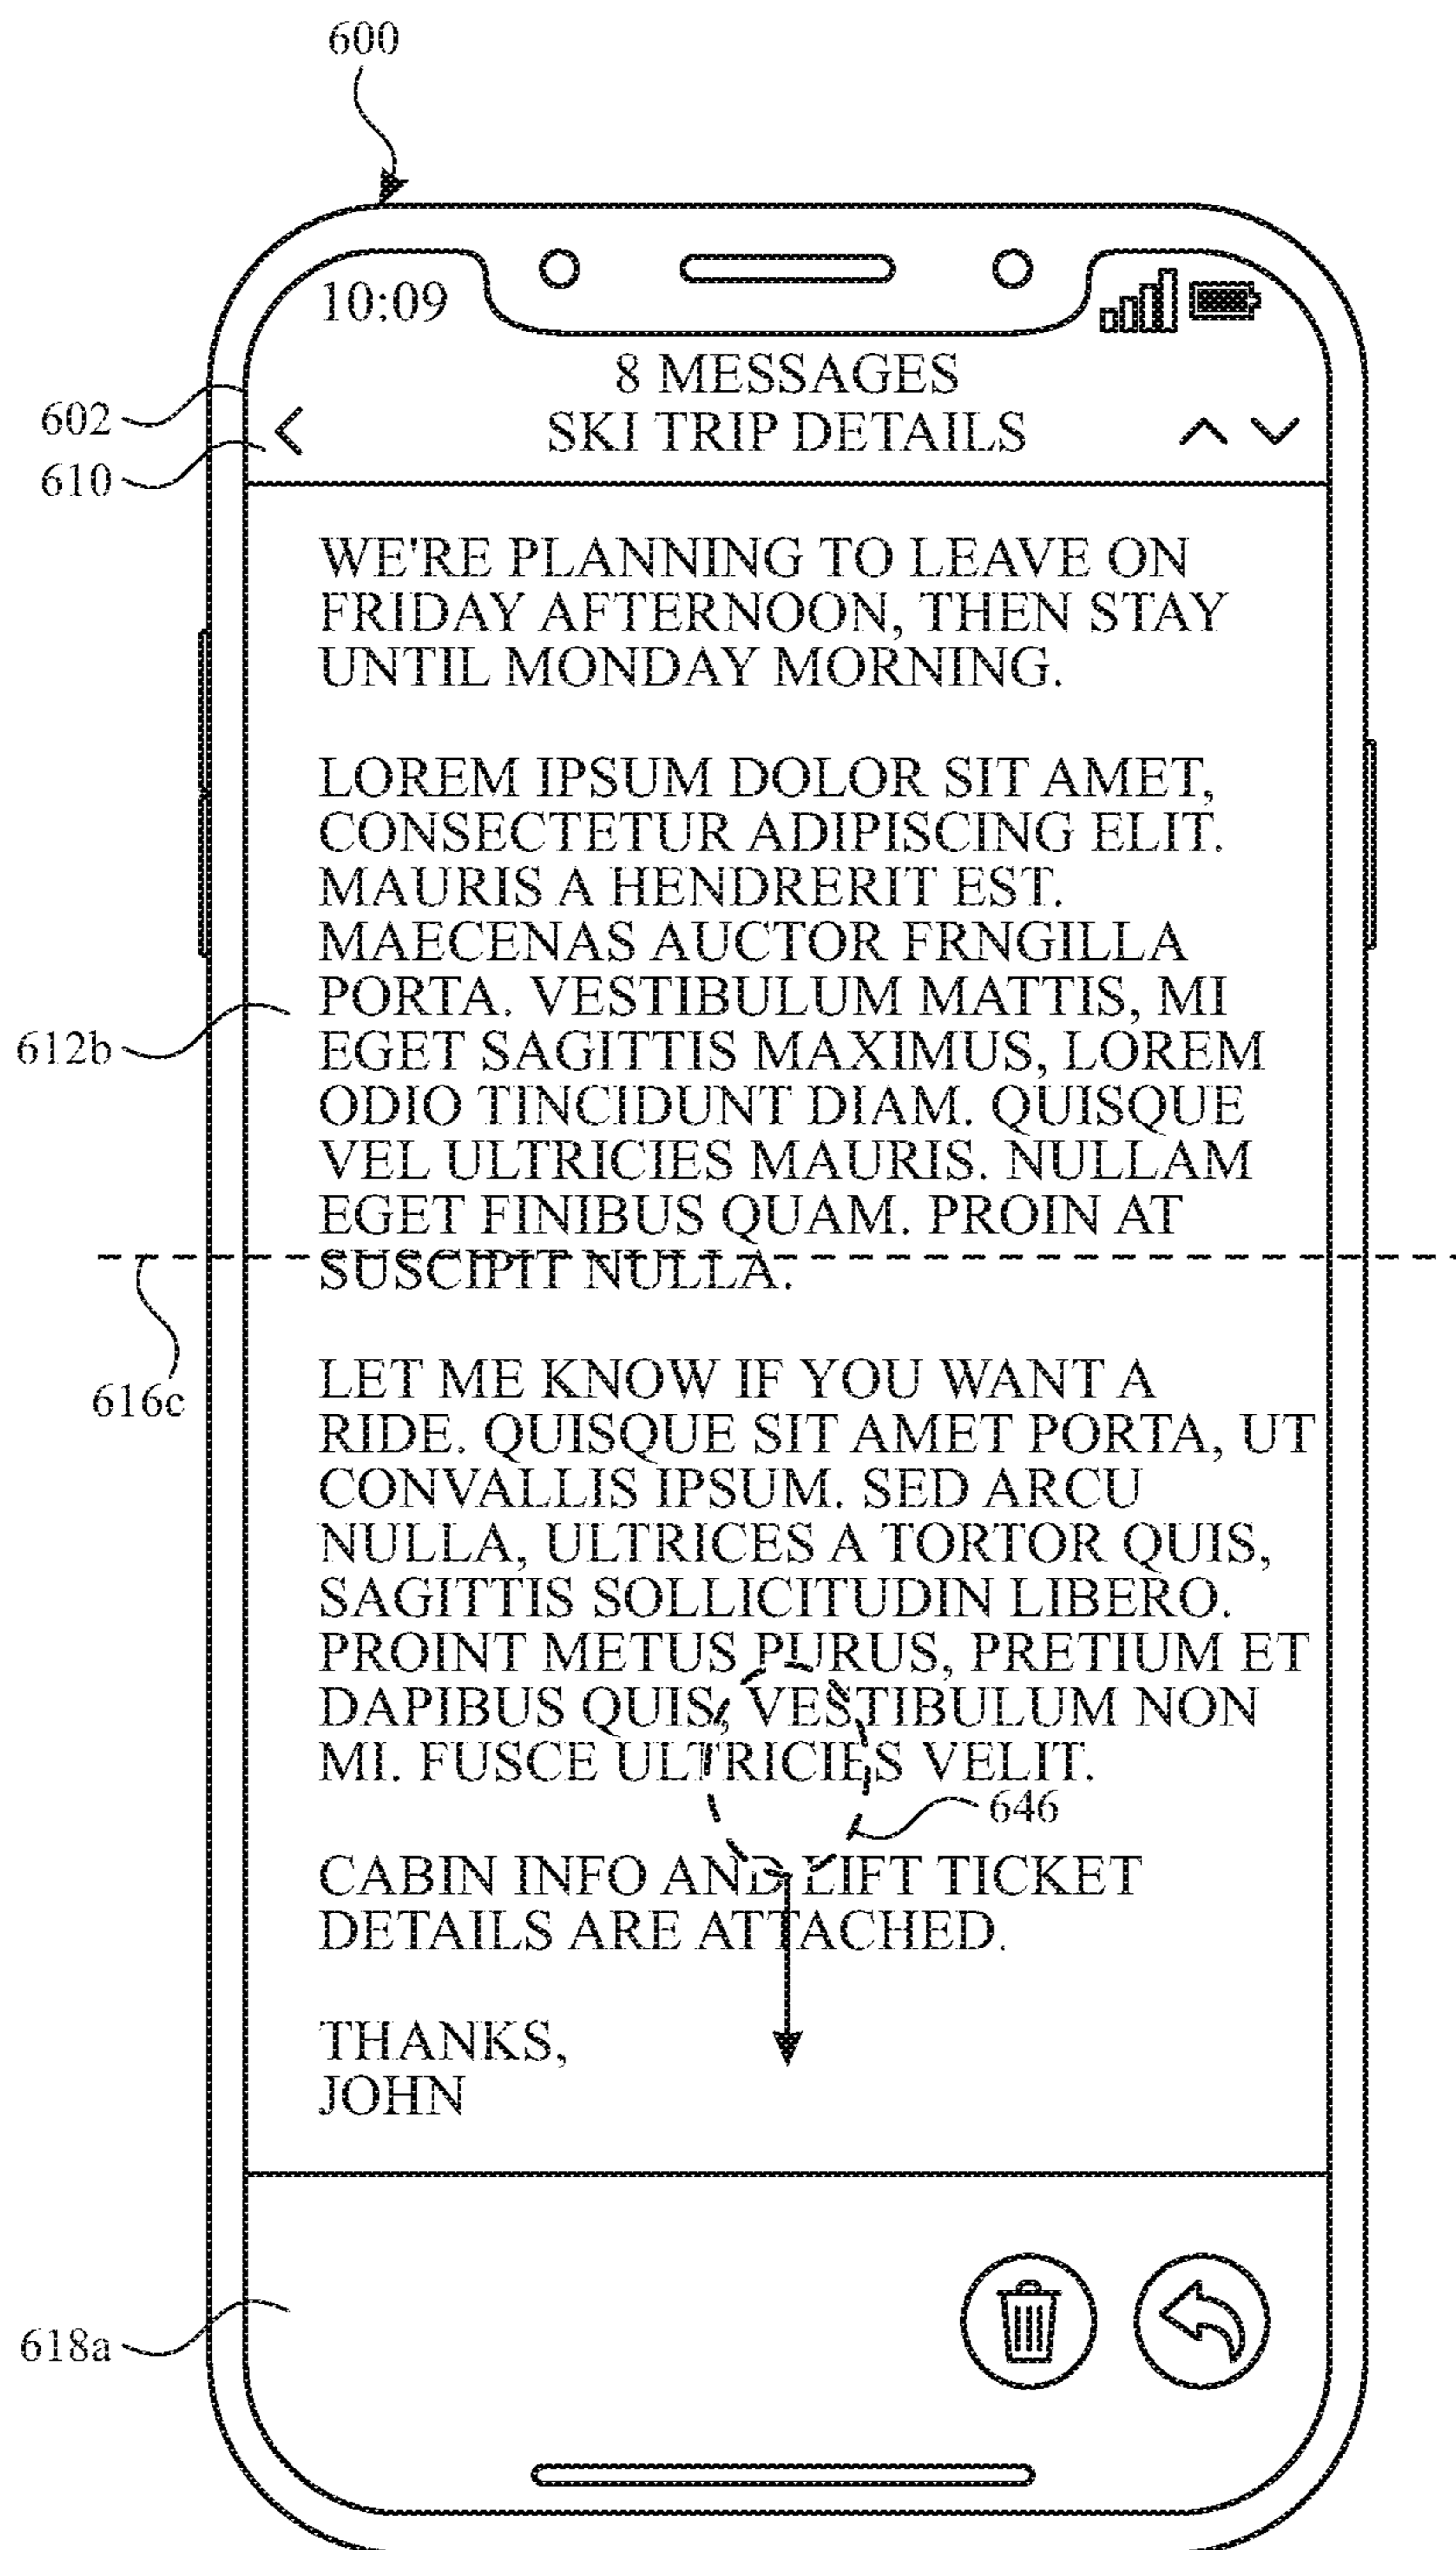 600
10:09
8 MESSAGES
602
SKI TRIP DETAILS
610
WE'RE PLANNING TO LEAVE ON
FRIDAY AFTERNOON, THEN STAY
UNTIL MONDAY MORNING.
LOREM IPSUM DOLOR SIT AMET,
CONSECTETUR ADIPISCING ELIT.
MAURIS A HENDRERIT EST.
MAECENAS AUCTOR FRNGILLA
PORTA. VESTIBULUM MATTIS, MI
612b
EGET SAGITTIS MAXIMUS, LOREM
ODIO TINCIDUNT DIAM. QUISQUE
VEL ULTRICIES MAURIS. NULLAM
EGET FINIBUS QUAM. PROIN AT
SUSCIPIT NULLA.
616c
LET ME KNOW IF YOU WANT A
RIDE. QUISQUE SIT AMET PORTA, UT
CONVALLIS IPSUM. SED ARCU
NULLA, ULTRICES A TORTOR QUIS,
SAGITTIS SOLLICITUDIN LIBERO.
PROINT METUS PURUS, PRETIUM ET
DAPIBUS QUIS, VESTIBULUM NON
MI. FUSCE ULTRICIES VELIT.
646
CABIN INFO AND LIFT TICKET
DETAILS ARE ATTACHED.
THANKS,
JOHN
618a